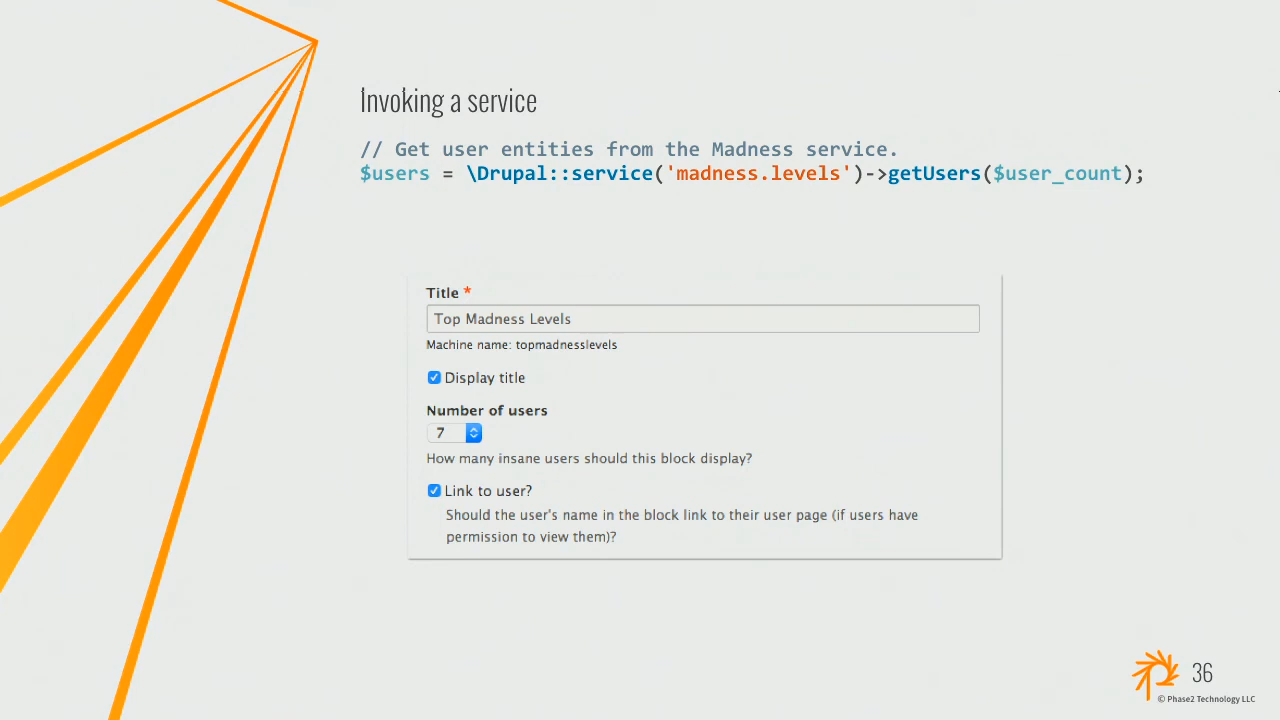 Invoking a service
// Get user entities from the Madness service.
$users = \Drupal::service('madness.levels')->getUsers($user_count);
Title *
Top Madness Levels
Machine name: topmadnesslevels
Display title
Number of users
7
How many insane users should this block display?
Link to user?
Should the user's name in the block link to their user page (if users have
permission to view them)?
36
© Phase2 Technology LLC